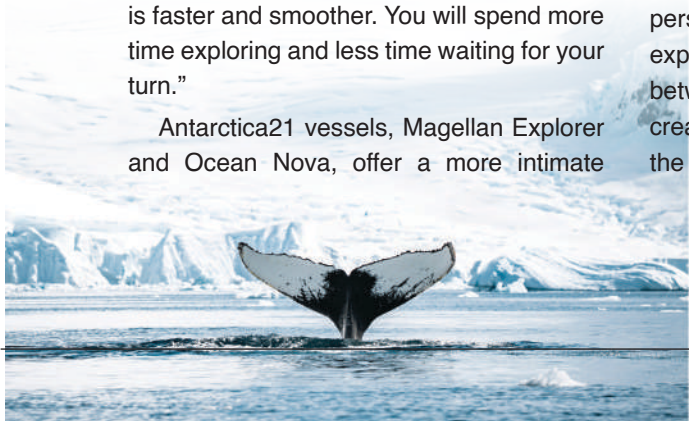 is faster and smoother. You will spend more
time exploring and less time waiting for your
turn.”
Antarctica21 vessels, Magellan Explorer
and Ocean Nova, offer a more intimate
the